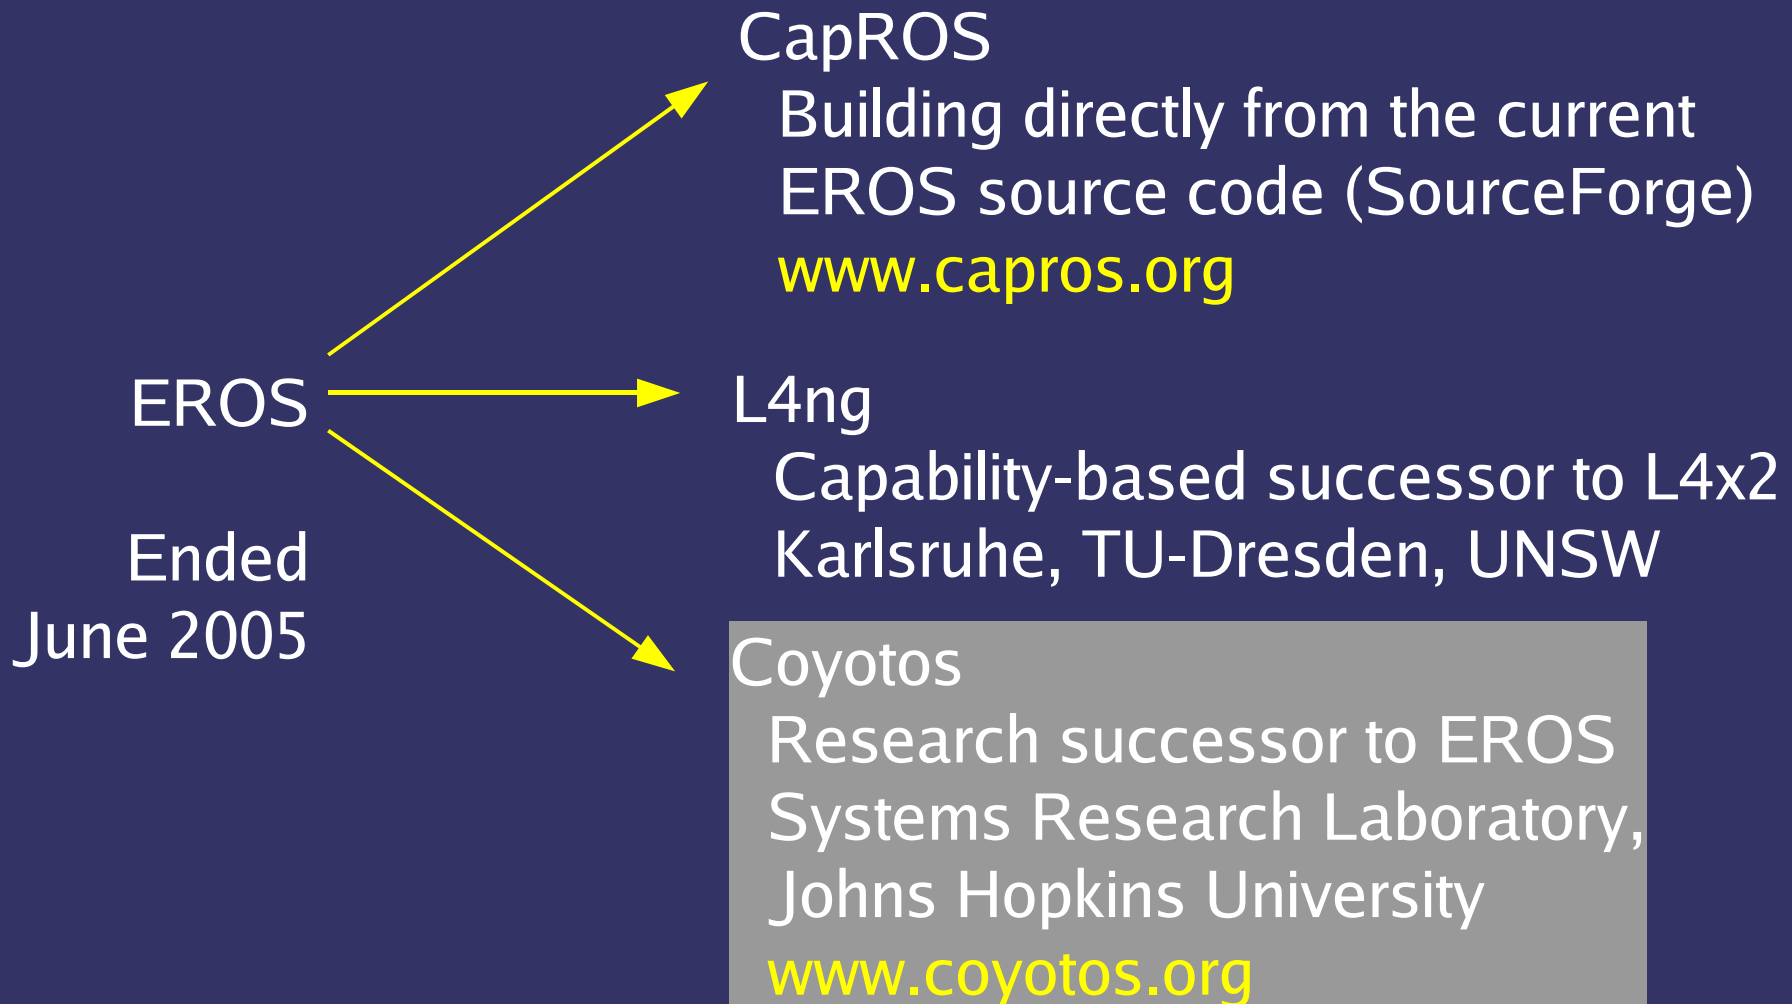 CapROS
Building directly from the current
EROS source code (SourceForge)
www.capros.org
EROS
Ended
June 2005
L4ng
Capability-based successor to L4x2
Karlsruhe, TU-Dresden, UNSW
Coyotos
Research successor to EROS
Systems Research Laboratory,
Johns Hopkins University
www.coyotos.org